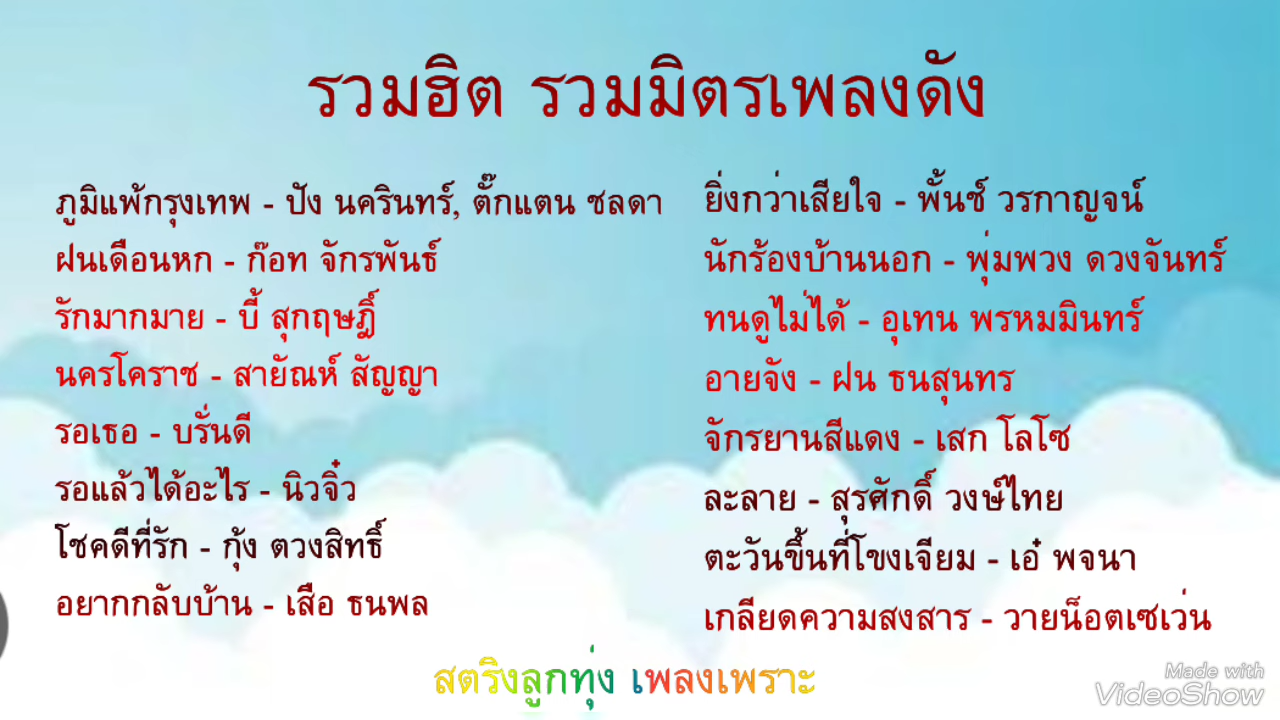 รวมฮิต รวมมิตรเพลงดัง
ภูมิแพ้กรุงเทพ - ปัง นครินทร์, ตั๊กแตน ชลดา
ฝนเดือนหก - ก๊อท จักรพันธ์
รักมากมาย - บี้ สุกฤษฎิ์
นครโคราช - สายัณห์ สัญญา
รอเธอ - บรั่นดี
รอแล้วได้อะไร - นิวจิ๋ว
โชคดีที่รัก - กุ้ง ตวงสิทธิ์
อยากกลับบ้าน - เสือ ธนพล
ยิ่งกว่าเสียใจ - พั้นช์ วรกาญจน์
นักร้องบ้านนอก - พุ่มพวง ดวงจันทร์
ทนดูไม่ได้ - อุเทน พรหมมินทร์
อายจัง - ฝน ธนสุนทร
จักรยานสีแดง - เสก โลโซ
ละลาย - สุรศักดิ์ วงษ์ไทย
ตะวันขึ้นที่โขงเจียม - เอ๋ พจนา
เกลียดความสงสาร - วายน็อตเซเว่น
สตริงลูกทุ่ง เพลงเพราะ
Made with
VideoShow